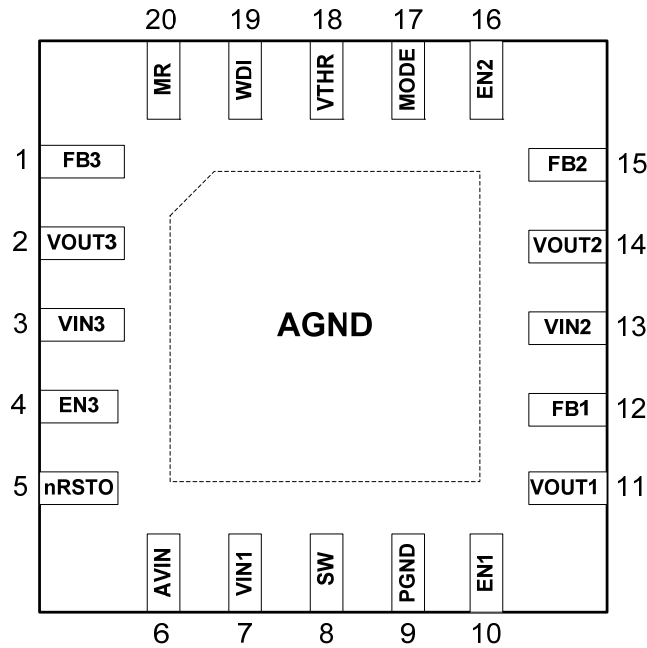 20 19 18 17 16
MR WDI VTHR MODE EN2
1 FB3 FB2 15
2 VOUT3 VOUT2 14
3 VIN3 AGND VIN2 13
4 EN3 FB1 12
5 nRSTO VOUT1 11
AVIN VIN1 SW PGND EN1
6 7 8 9 10